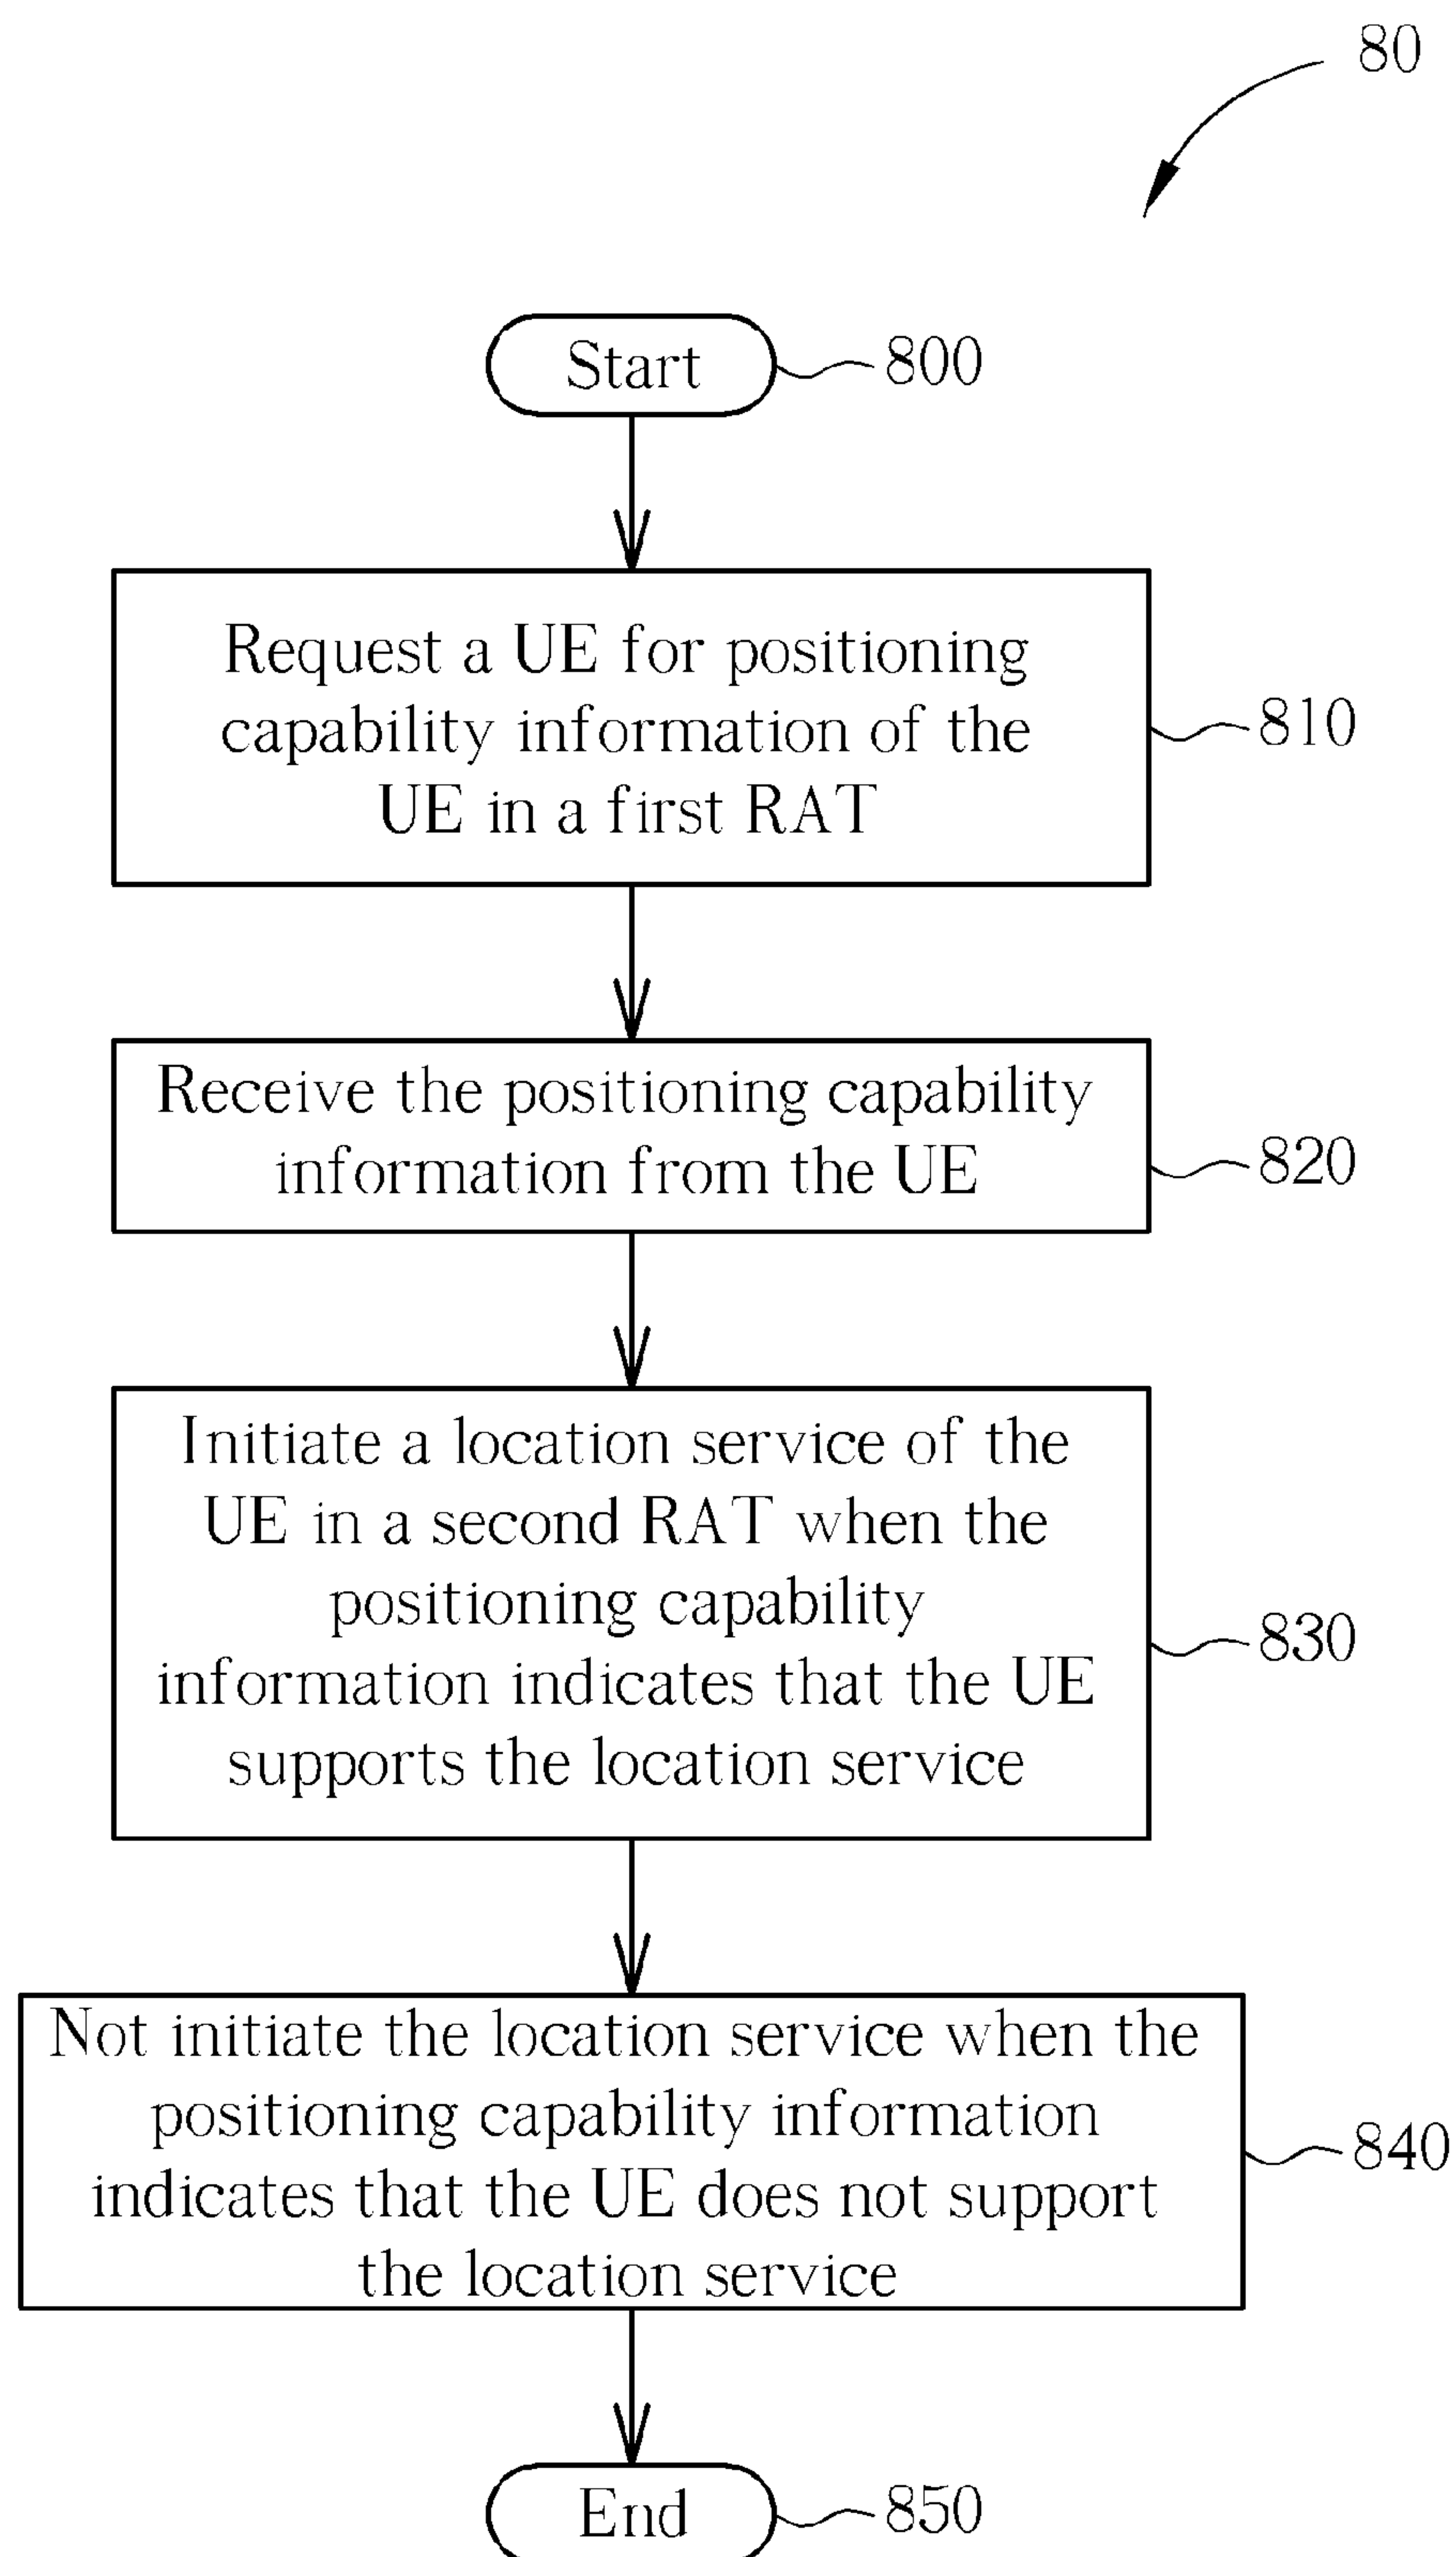 80
Start
800
Request a UE for positioning
capability information of the
UE in a first RAT
810
Receive the positioning capability
information from the UE
820
Initiate a location service of the
UE in a second RAT when the
positioning capability
information indicates that the UE
supports the location service
830
Not initiate the location service when the
positioning capability information
indicates that the UE does not support
the location service
840
End
850